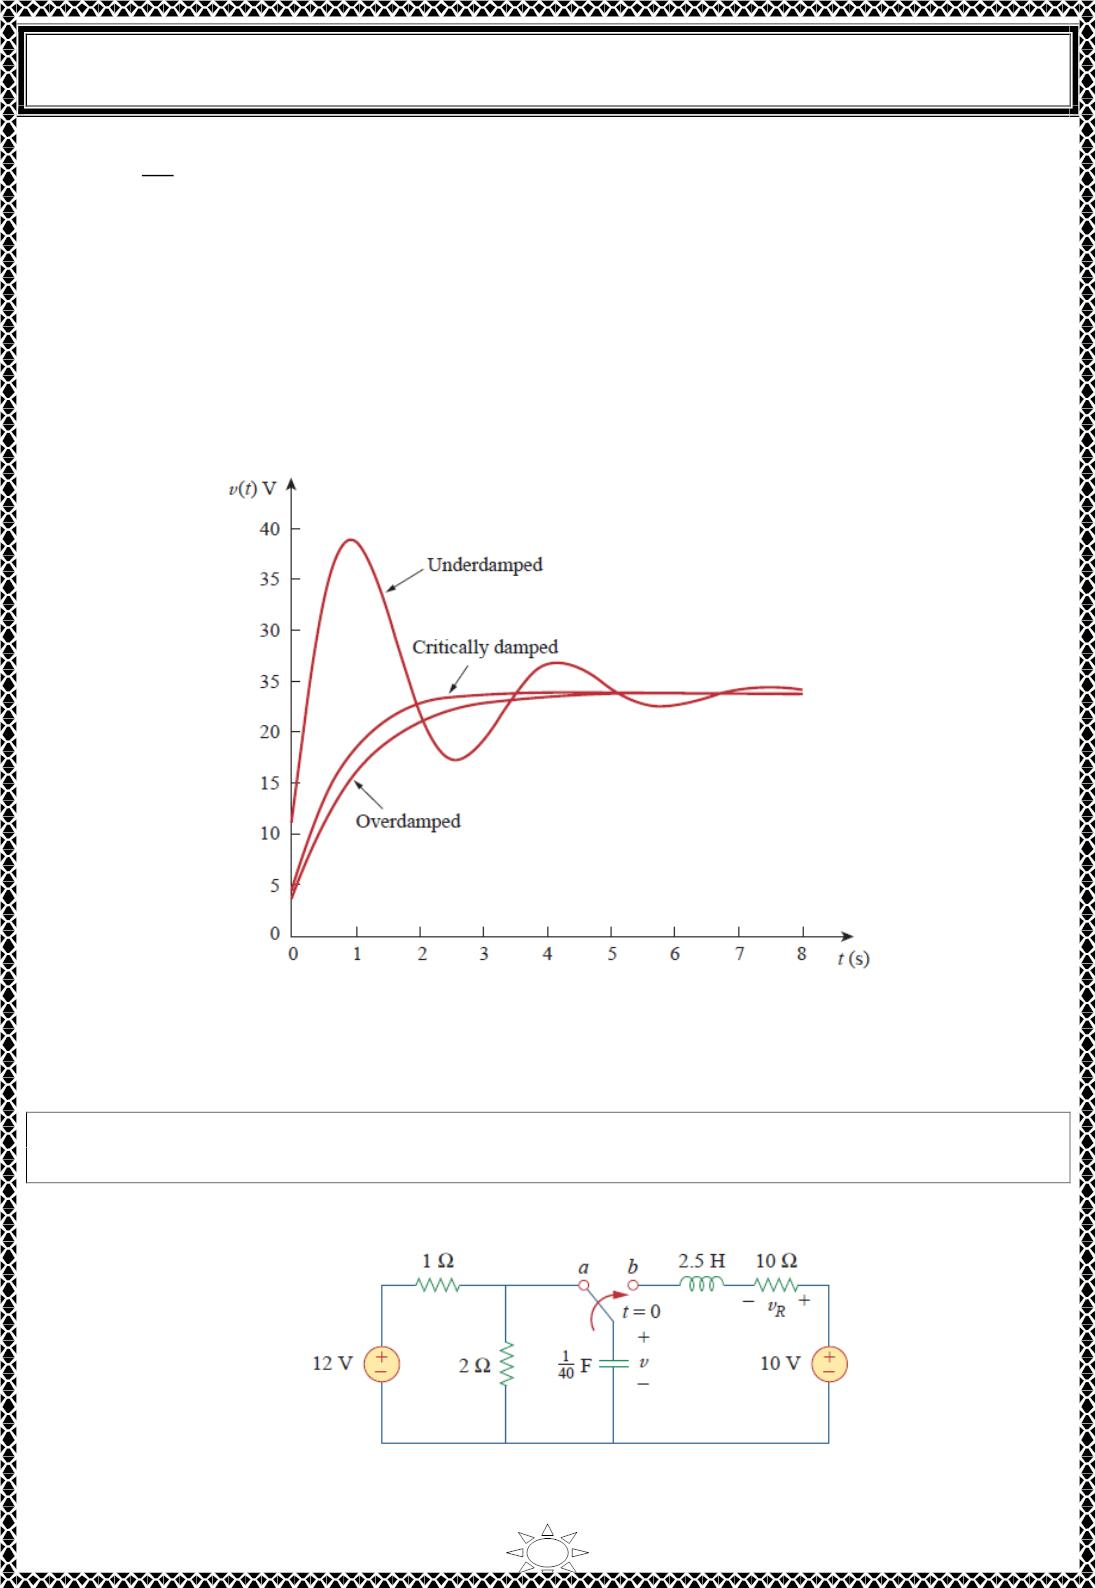 v(t) V
40
Underdamped
35
30
Critically damped
35
20
15
Overdamped
10
5
0
0 1 2 3 4 5 6 7 8 t (s)
1 Ω a b 2.5 H 10 Ω
t = 0 − vR +
12 V 2 Ω 1/40 F + v − 10 V
+ −
+ −